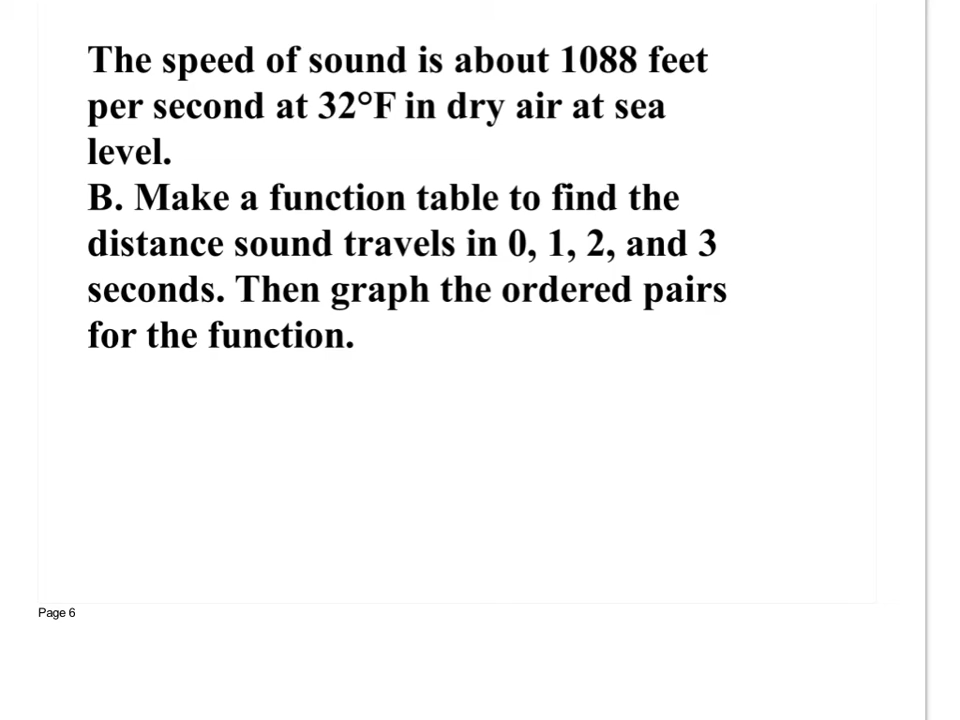 The speed of sound is about 1088 feet
per second at 32°F in dry air at sea
level.
B. Make a function table to find the
distance sound travels in 0, 1, 2, and 3
seconds. Then graph the ordered pairs
for the function.
Page 6